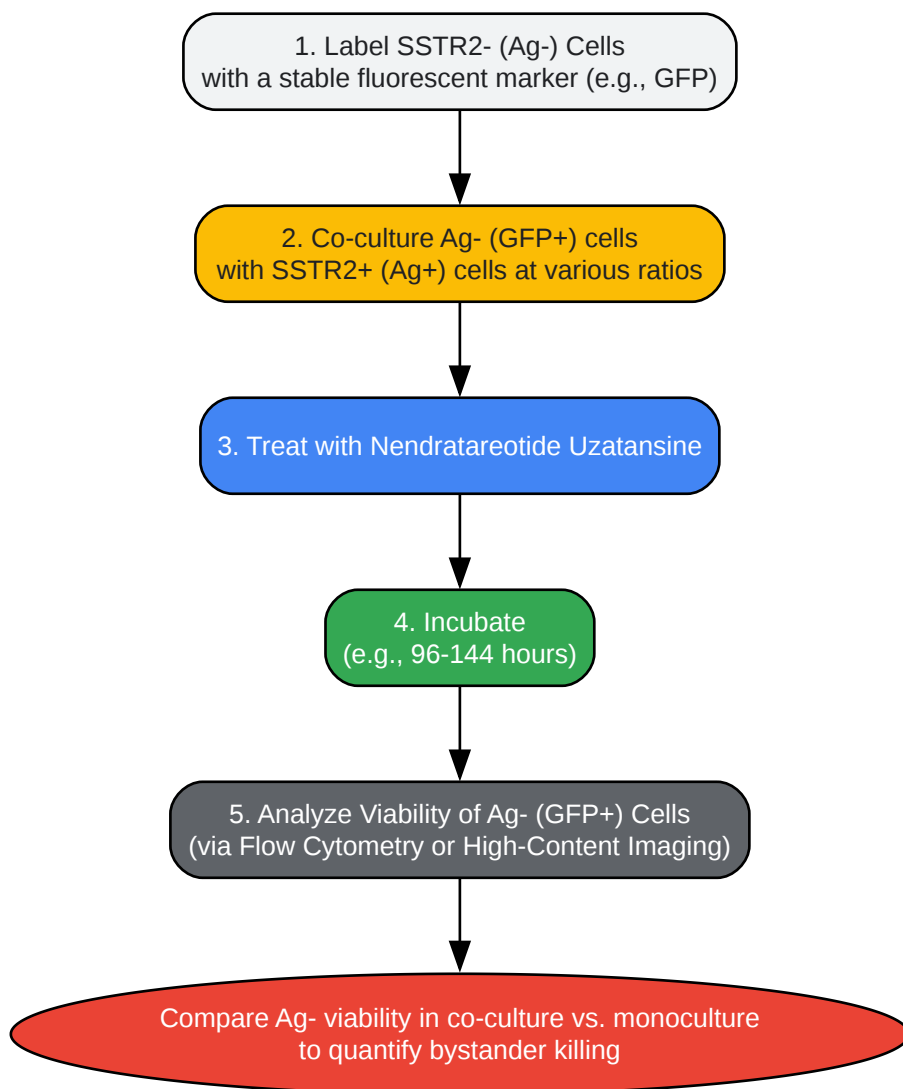 1. Label SSTR2- (Ag-) Cells
with a stable fluorescent marker (e.g., GFP)
2. Co-culture Ag- (GFP+) cells
with SSTR2+ (Ag+) cells at various ratios
3. Treat with Nendratareotide Uzatansine
4. Incubate
(e.g., 96-144 hours)
5. Analyze Viability of Ag- (GFP+) Cells
(via Flow Cytometry or High-Content Imaging)
Compare Ag- viability in co-culture vs. monoculture
to quantify bystander killing